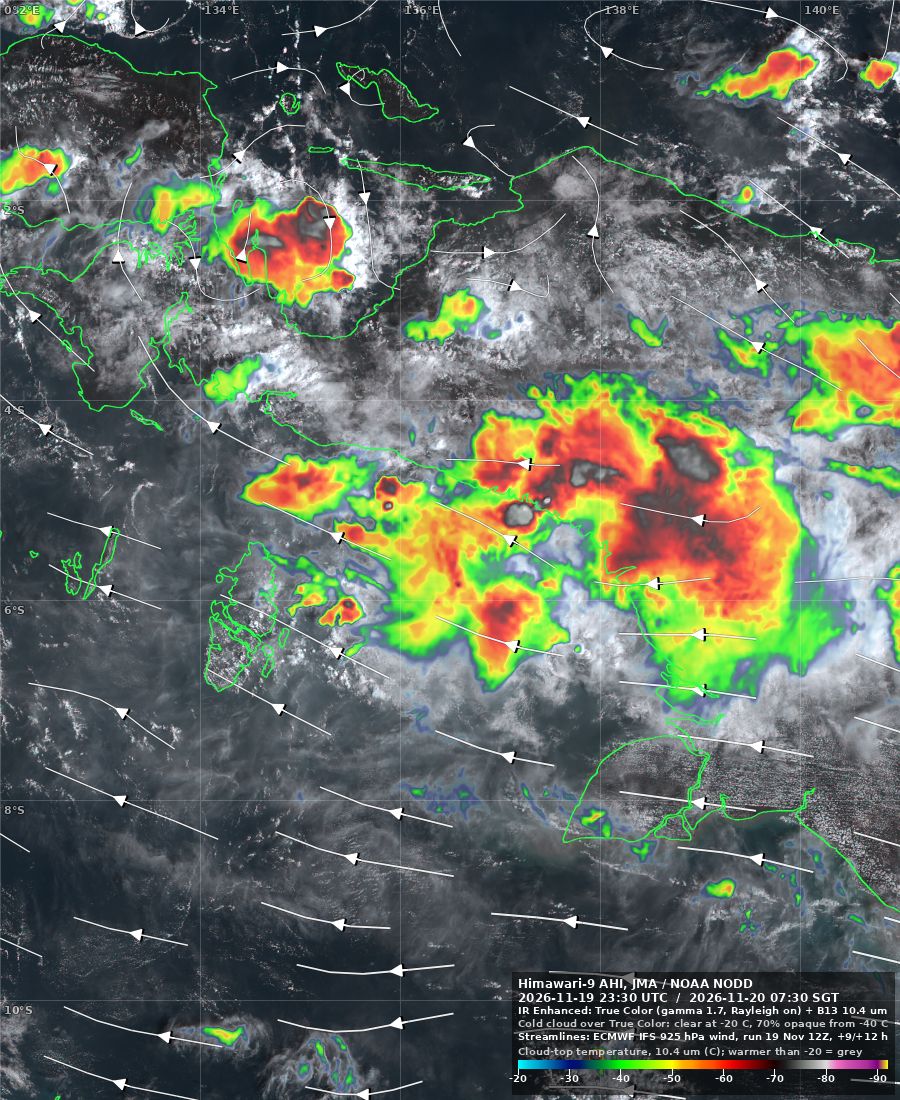 0°2°E
134°E
136°E
138°E
140°E
2°S
4°S
6°S
8°S
10°S
Himawari-9 AHI, JMA / NOAA NODD
2026-11-19 23:30 UTC / 2026-11-20 07:30 SGT
IR Enhanced: True Color (gamma 1.7, Rayleigh on) + B13 10.4 um
Cold cloud over True Color: clear at -20 C, 70% opaque from -40 C
Streamlines: ECMWF IFS 925 hPa wind, run 19 Nov 12Z, +9/+12 h
Cloud-top temperature, 10.4 um (C); warmer than -20 = grey
-20 -30 -40 -50 -60 -70 -80 -90